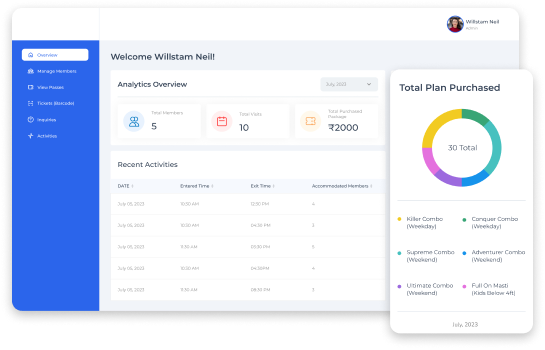 Willstam Neil
Admin
Overview
Manage Members
View Passes
Tickets (Barcode)
Inquiries
Activities
Welcome Willstam Neil!
Analytics Overview
July 2023
Total Members
5
Total Visits
10
Total Purchased
Package
₹2000
Recent Activities
DATE Entered Time Exit Time Accommodated Members
July 05, 2023 10:30 AM 12:30 PM 4
July 05, 2023 10:30 AM 04:30 PM 3
July 05, 2023 9:30 AM 02:30 PM 5
July 05, 2023 9:30 AM 04:30PM 4
July 05, 2023 11:30 AM 08:30 PM 3
Total Plan Purchased
30 Total
Killer Combo
(Weekday)
Conquer Combo
(Weekday)
Supreme Combo
(Weekend)
Adventurer Combo
(Weekend)
Ultimate Combo
(Weekend)
Full On Masti
(Kids Below 4ft)
July, 2023